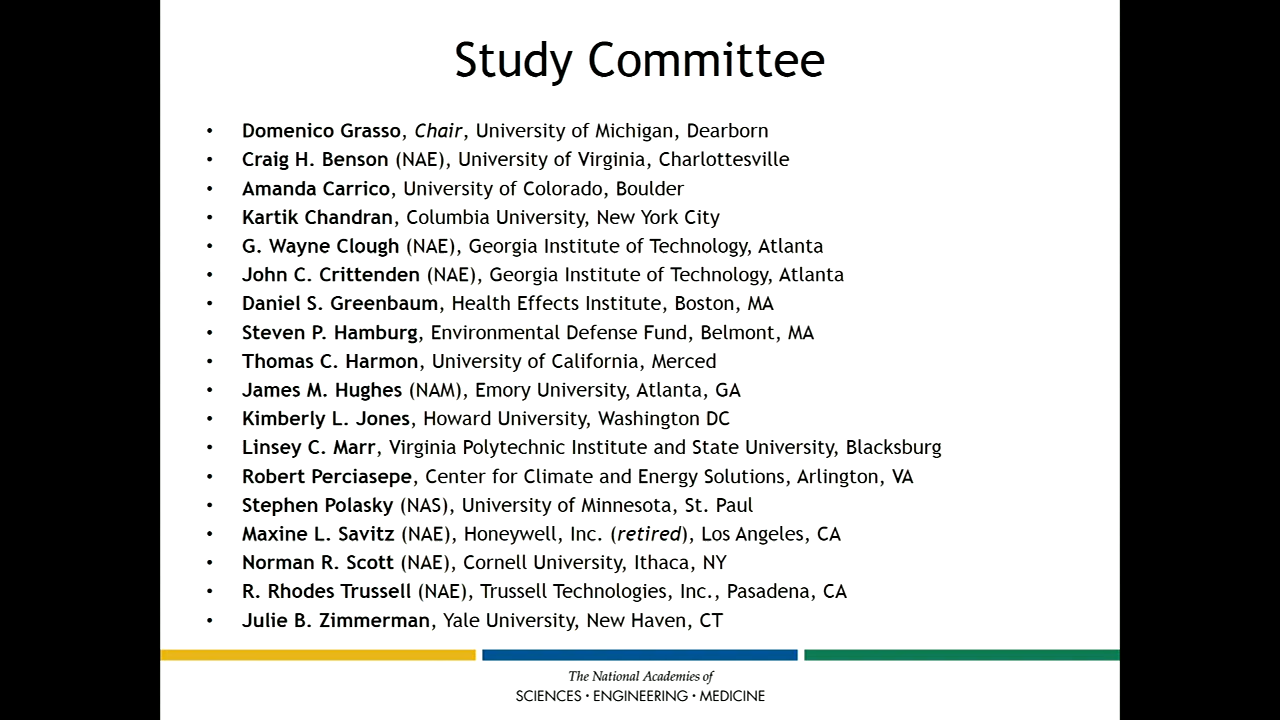 Study Committee
• Domenico Grasso, Chair, University of Michigan, Dearborn
• Craig H. Benson (NAE), University of Virginia, Charlottesville
• Amanda Carrico, University of Colorado, Boulder
• Kartik Chandran, Columbia University, New York City
• G. Wayne Clough (NAE), Georgia Institute of Technology, Atlanta
• John C. Crittenden (NAE), Georgia Institute of Technology, Atlanta
• Daniel S. Greenbaum, Health Effects Institute, Boston, MA
• Steven P. Hamburg, Environmental Defense Fund, Belmont, MA
• Thomas C. Harmon, University of California, Merced
• James M. Hughes (NAM), Emory University, Atlanta, GA
• Kimberly L. Jones, Howard University, Washington DC
• Linsey C. Marr, Virginia Polytechnic Institute and State University, Blacksburg
• Robert Perciasepe, Center for Climate and Energy Solutions, Arlington, VA
• Stephen Polasky (NAS), University of Minnesota, St. Paul
• Maxine L. Savitz (NAE), Honeywell, Inc. (retired), Los Angeles, CA
• Norman R. Scott (NAE), Cornell University, Ithaca, NY
• R. Rhodes Trussell (NAE), Trussell Technologies, Inc., Pasadena, CA
• Julie B. Zimmerman, Yale University, New Haven, CT
The National Academies of
SCIENCES • ENGINEERING • MEDICINE